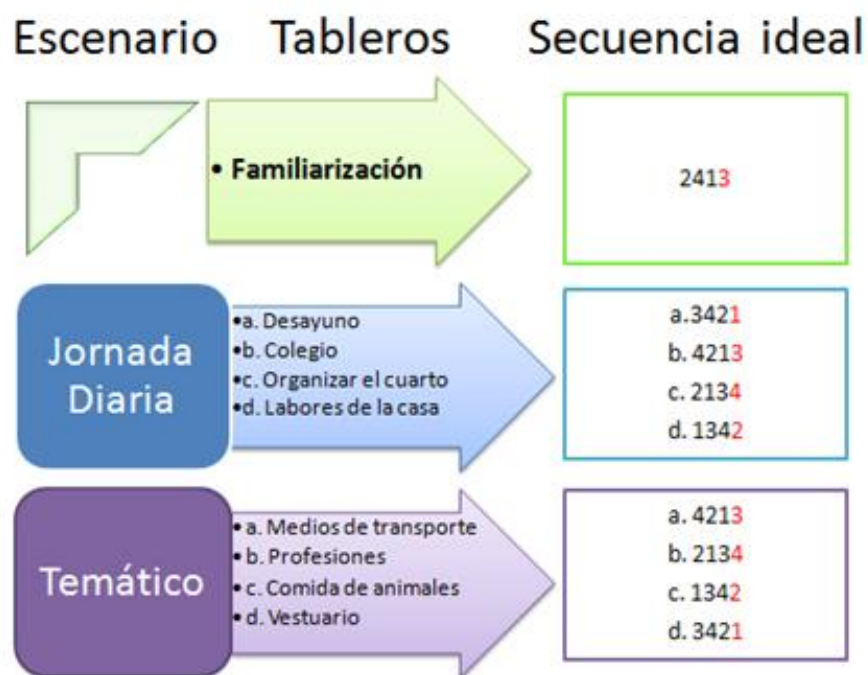 Escenario Tableros Secuencia ideal
• Familiarización
2413
Jornada
Diaria
•a. Desayuno
•b. Colegio
•c. Organizar el cuarto
•d. Labores de la casa
a.3421
b. 4213
c. 2134
d. 1342
Temático
• a. Medios de transporte
• b. Profesiones
• c. Comida de animales
• d. Vestuario
a. 4213
b. 2134
c. 1342
d. 3421